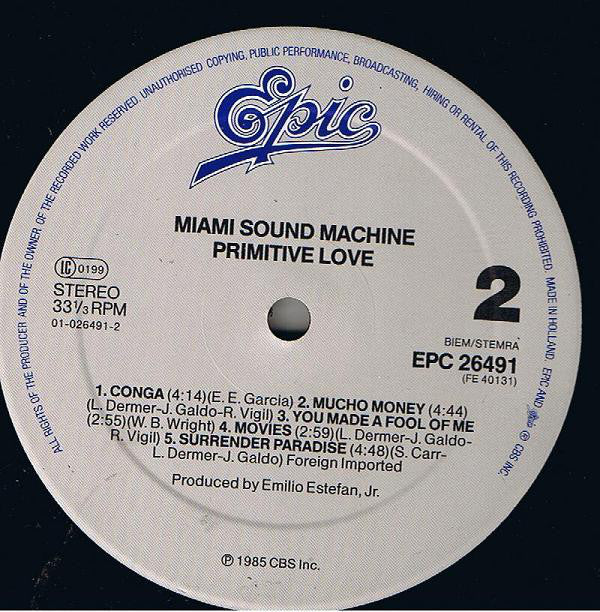 ALL RIGHTS OF THE PRODUCER AND OF THE OWNER OF THE RECORDED WORK RESERVED. UNAUTHORISED COPYING, PUBLIC PERFORMANCE, BROADCASTING, HIRING OR RENTAL OF THIS RECORDING PROHIBITED. MADE IN HOLLAND. EPIC AND Epic ℗ CBS INC.
Epic
MIAMI SOUND MACHINE
PRIMITIVE LOVE
LC 0199
STEREO
33⅓ RPM
01-026491-2
2
BIEM/STEMRA
EPC 26491
(FE 40131)
1. CONGA (4:14)(E. E. Garcia) 2. MUCHO MONEY (4:44)
(L. Dermer-J. Galdo-R. Vigil) 3. YOU MADE A FOOL OF ME
(2:55)(W. B. Wright) 4. MOVIES (2:59)(L. Dermer-J. Galdo-
R. Vigil) 5. SURRENDER PARADISE (4:48)(S. Carr-
L. Dermer-J. Galdo) Foreign Imported
Produced by Emilio Estefan, Jr.
℗ 1985 CBS Inc.